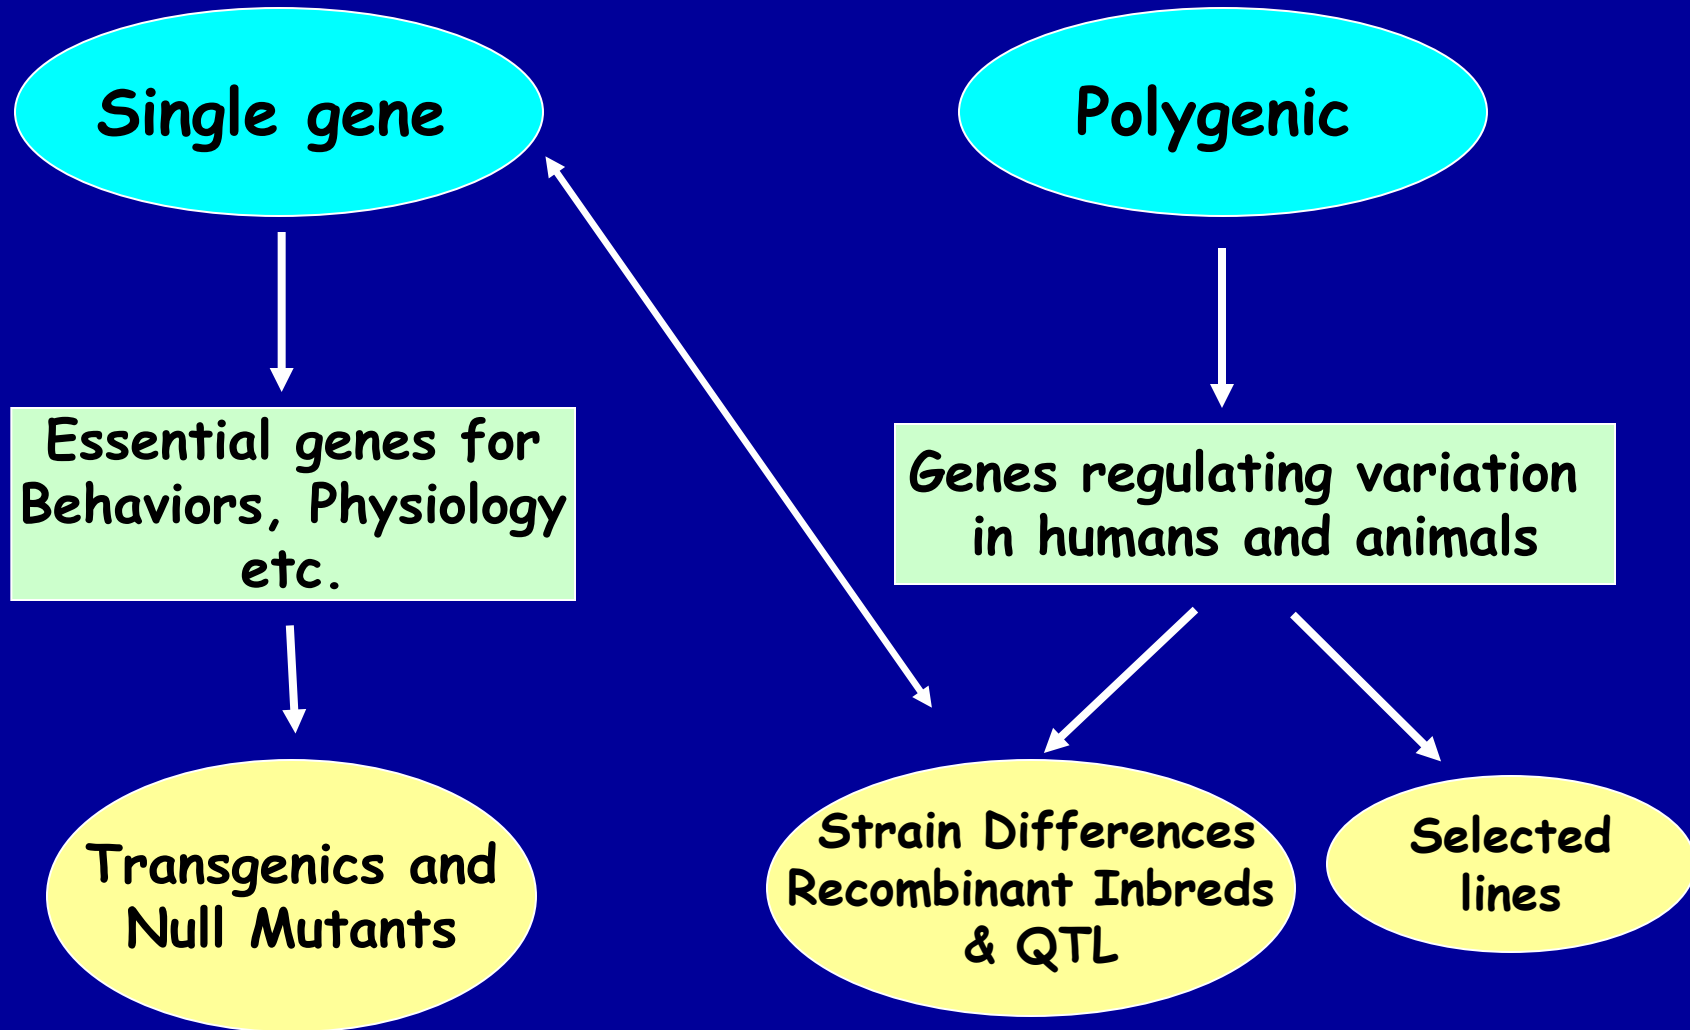 Single gene
Polygenic
Essential genes for
Behaviors, Physiology
etc.
Genes regulating variation
in humans and animals
Transgenics and
Null Mutants
Strain Differences
Recombinant Inbreds
& QTL
Selected
lines